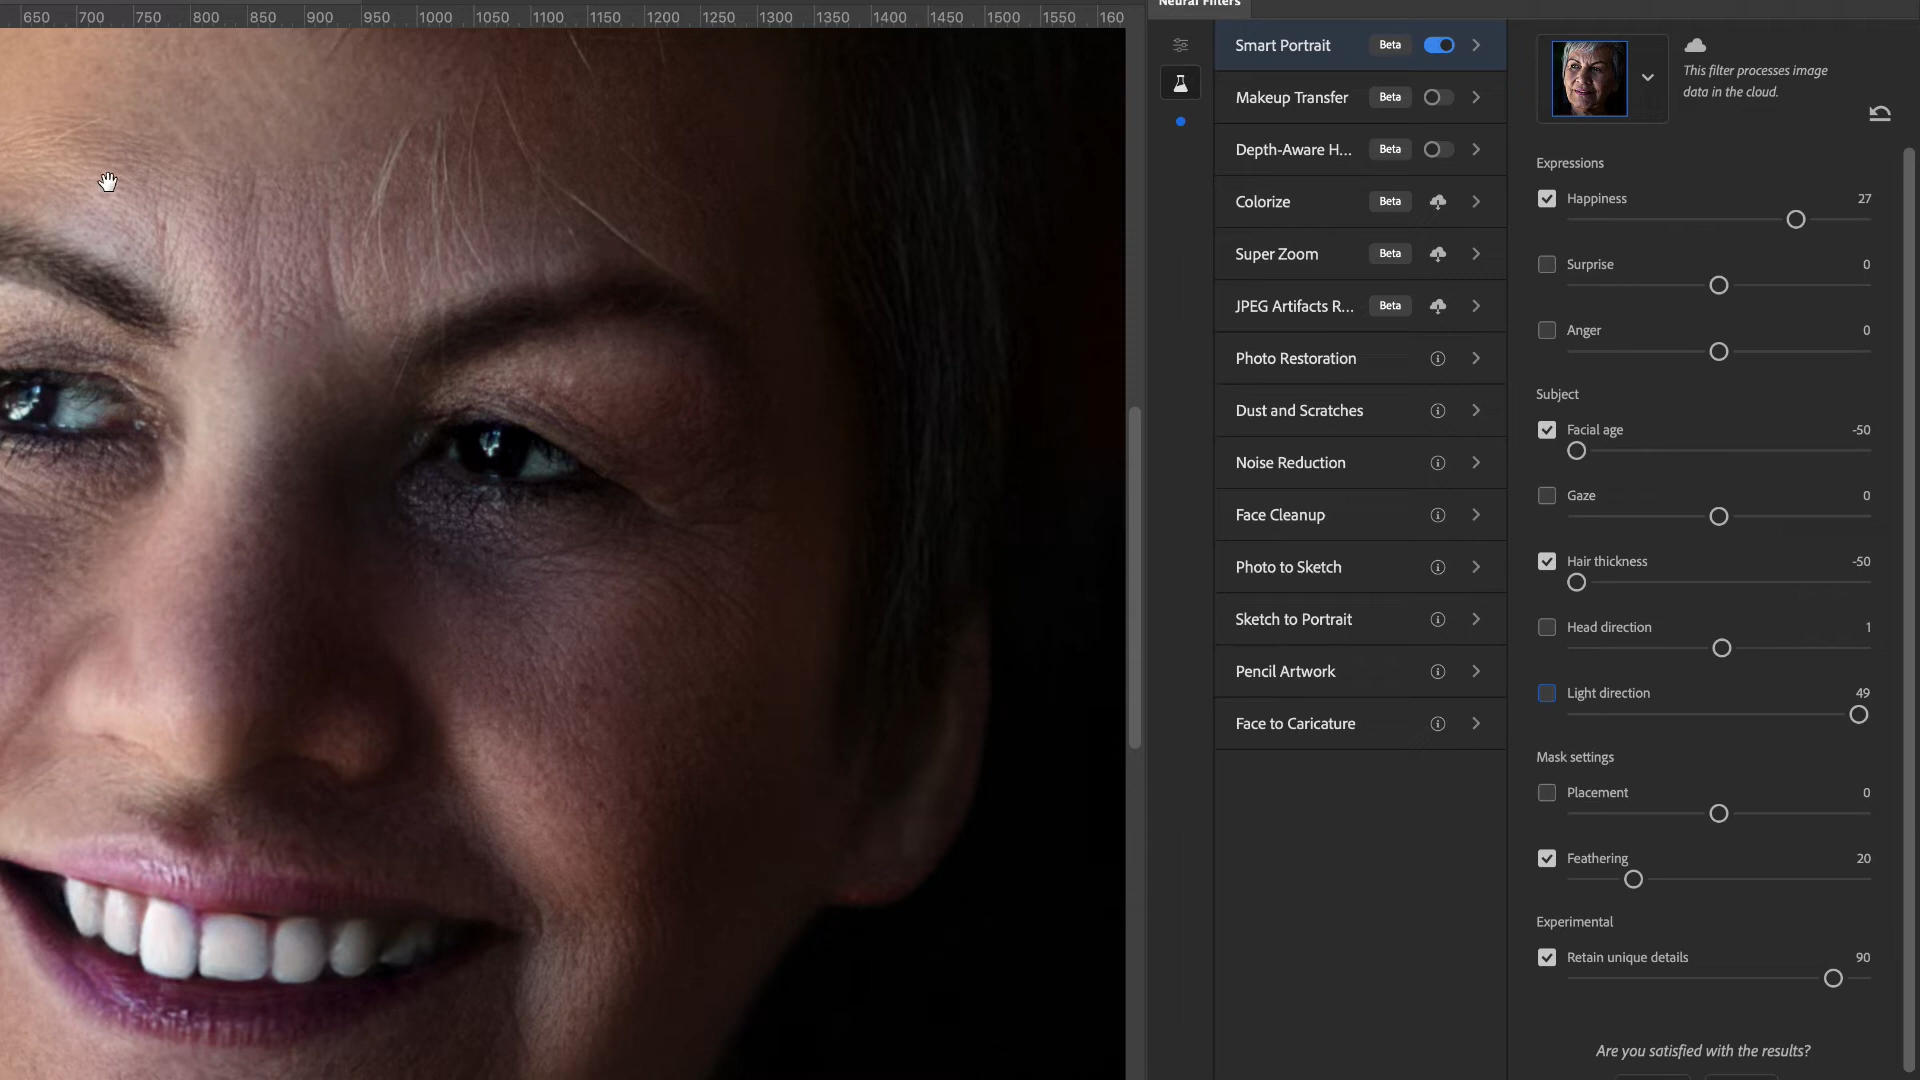 650 700 750 800 850 900 950 1000 1050 1100 1150 1200 1250 1300 1350 1400 1450 1500 1550 160
Neural Filters
Smart Portrait Beta
Makeup Transfer Beta
Depth-Aware H... Beta
Colorize Beta
Super Zoom Beta
JPEG Artifacts R... Beta
Photo Restoration
Dust and Scratches
Noise Reduction
Face Cleanup
Photo to Sketch
Sketch to Portrait
Pencil Artwork
Face to Caricature
This filter processes image
data in the cloud.
Expressions
Happiness 27
Surprise 0
Anger 0
Subject
Facial age -50
Gaze 0
Hair thickness -50
Head direction 1
Light direction 49
Mask settings
Placement 0
Feathering 20
Experimental
Retain unique details 90
Are you satisfied with the results?